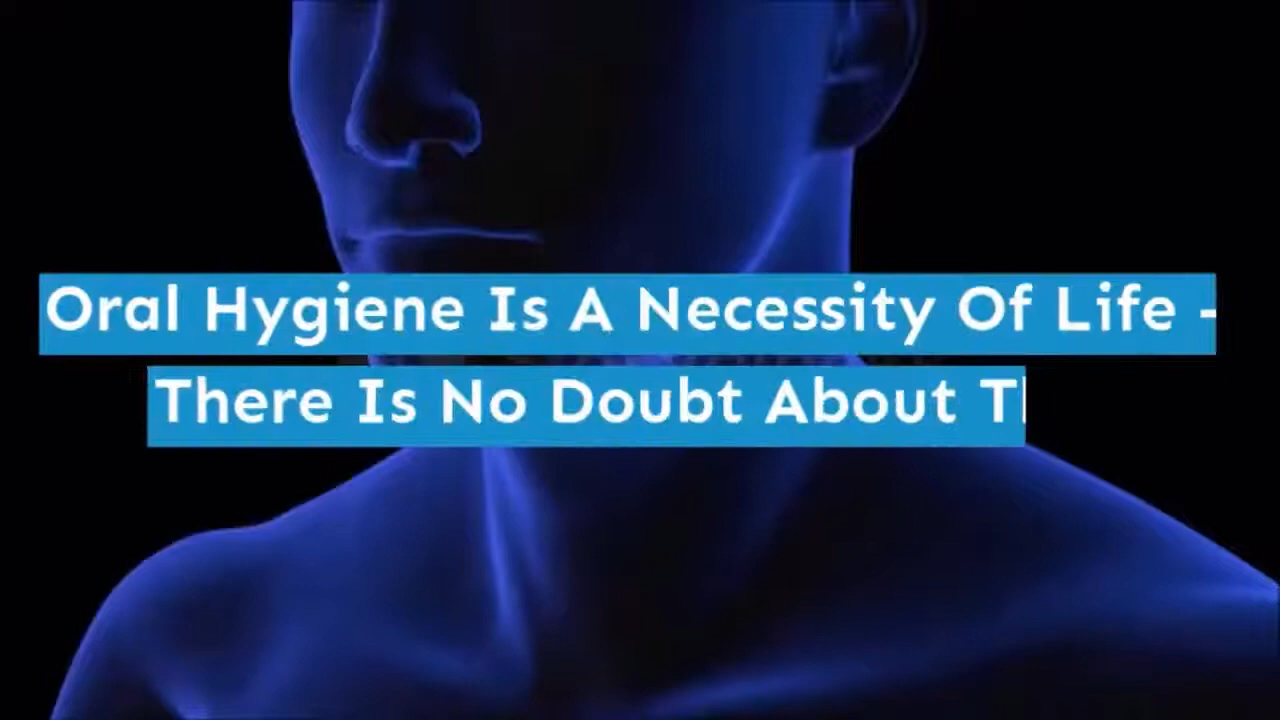 Oral Hygiene Is A Necessity Of Life -
There Is No Doubt About